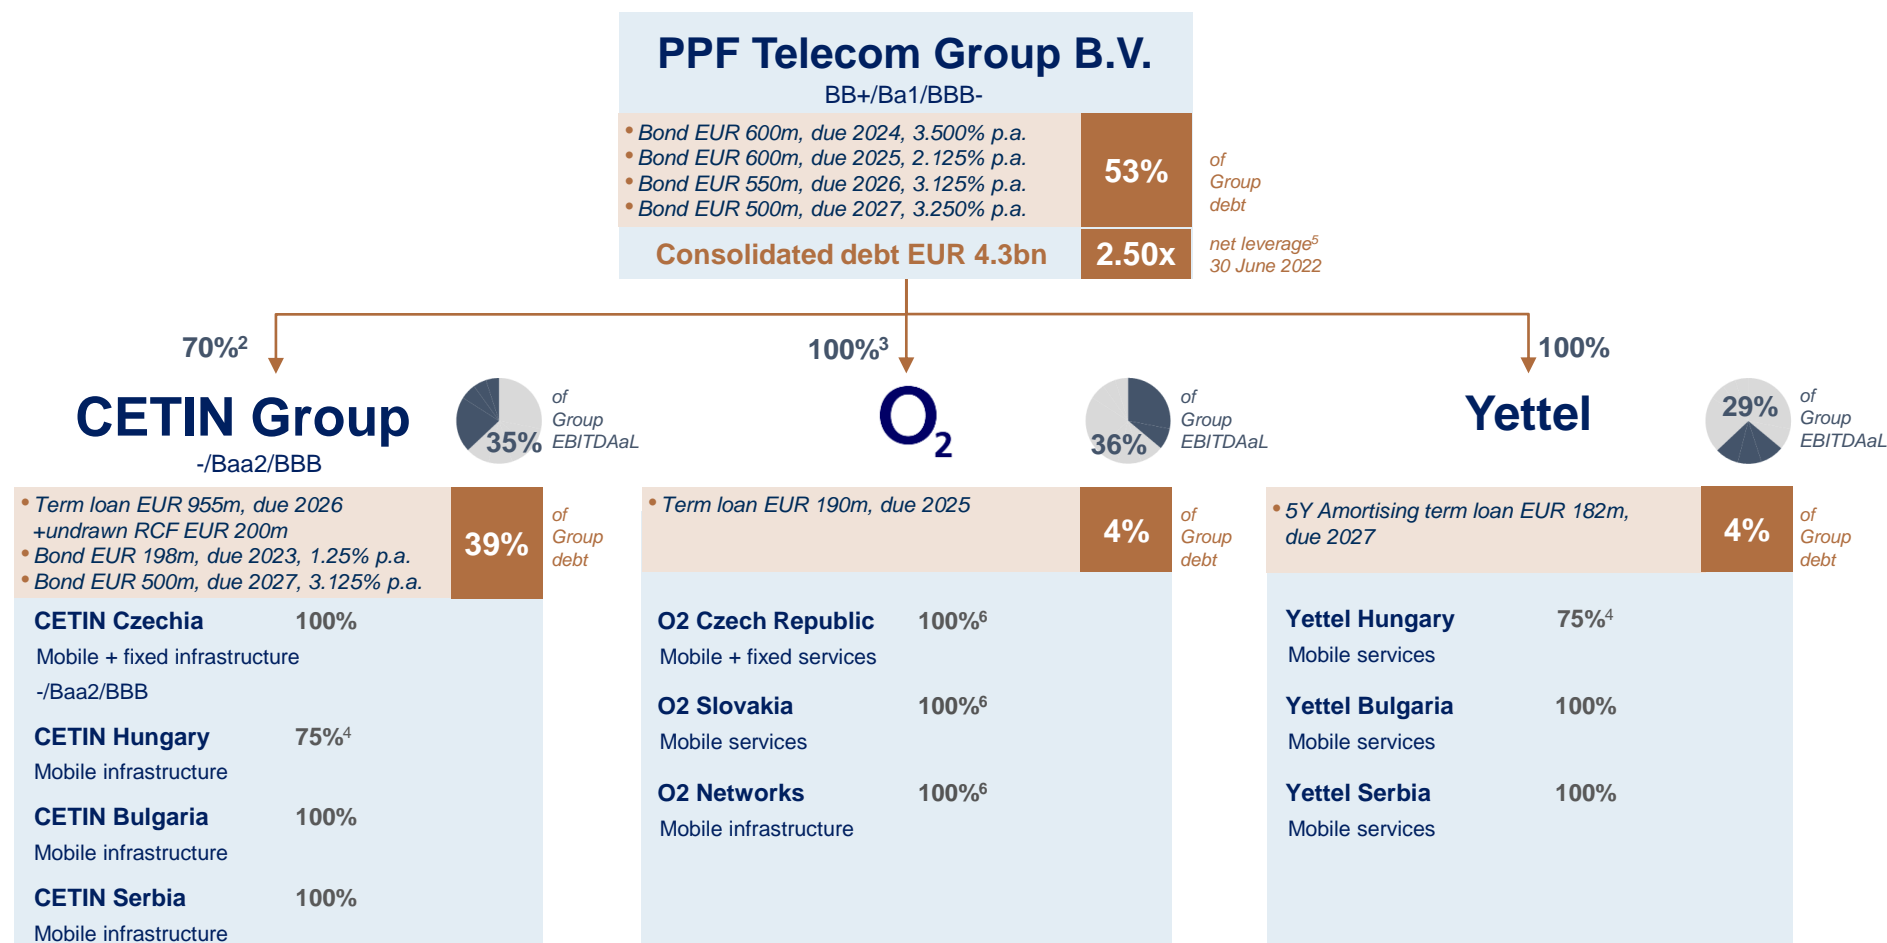 PPF Telecom Group B.V.
BB+/Ba1/BBB-
• Bond EUR 600m, due 2024, 3.500% p.a.
• Bond EUR 600m, due 2025, 2.125% p.a.
• Bond EUR 550m, due 2026, 3.125% p.a.
• Bond EUR 500m, due 2027, 3.250% p.a.
53%
of
Group
debt
Consolidated debt EUR 4.3bn
2.50x
net leverage⁵
30 June 2022
70%²
100%³
100%
CETIN Group
-/Baa2/BBB
35%
of
Group
EBITDAaL
O₂
36%
of
Group
EBITDAaL
Yettel
29%
of
Group
EBITDAaL
• Term loan EUR 955m, due 2026
+undrawn RCF EUR 200m
• Bond EUR 198m, due 2023, 1.25% p.a.
• Bond EUR 500m, due 2027, 3.125% p.a.
39%
of
Group
debt
• Term loan EUR 190m, due 2025
4%
of
Group
debt
• 5Y Amortising term loan EUR 182m,
due 2027
4%
of
Group
debt
CETIN Czechia 100%
Mobile + fixed infrastructure
-/Baa2/BBB
CETIN Hungary 75%⁴
Mobile infrastructure
CETIN Bulgaria 100%
Mobile infrastructure
CETIN Serbia 100%
Mobile infrastructure
O2 Czech Republic 100%⁶
Mobile + fixed services
O2 Slovakia 100%⁶
Mobile services
O2 Networks 100%⁶
Mobile infrastructure
Yettel Hungary 75%⁴
Mobile services
Yettel Bulgaria 100%
Mobile services
Yettel Serbia 100%
Mobile services